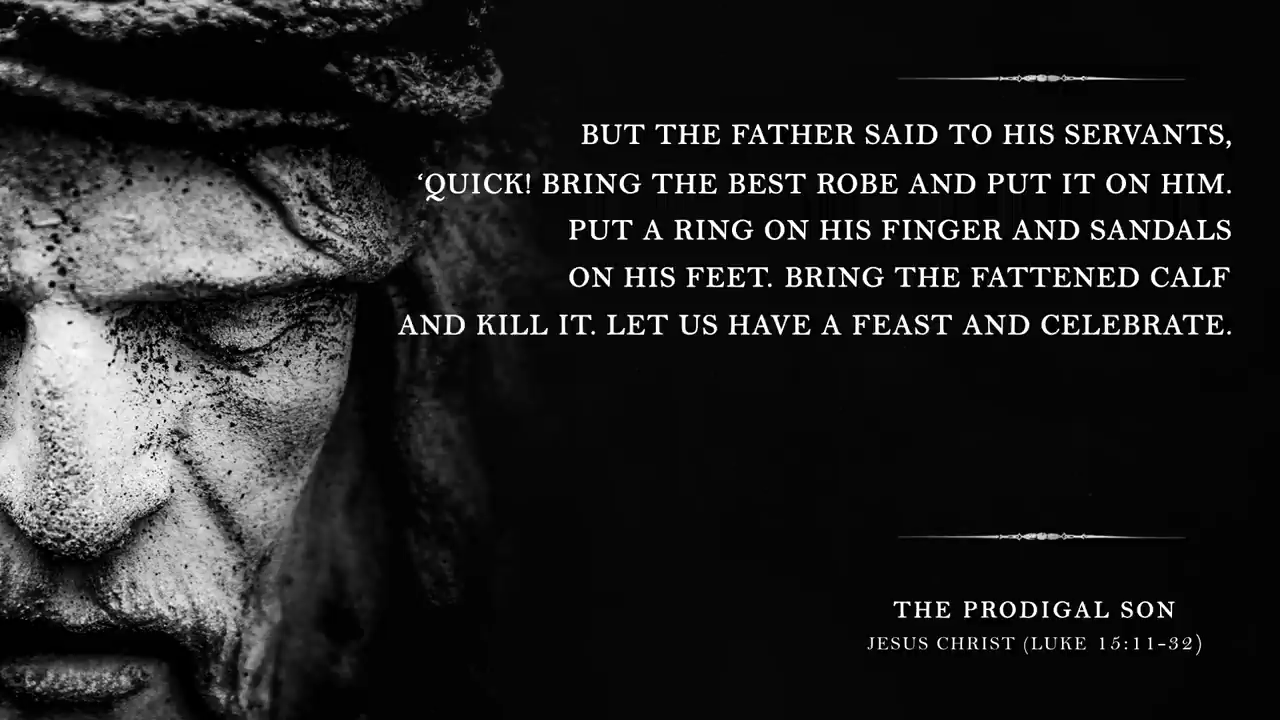 BUT THE FATHER SAID TO HIS SERVANTS,
‘QUICK! BRING THE BEST ROBE AND PUT IT ON HIM.
PUT A RING ON HIS FINGER AND SANDALS
ON HIS FEET. BRING THE FATTENED CALF
AND KILL IT. LET US HAVE A FEAST AND CELEBRATE.
THE PRODIGAL SON
JESUS CHRIST (LUKE 15:11-32)